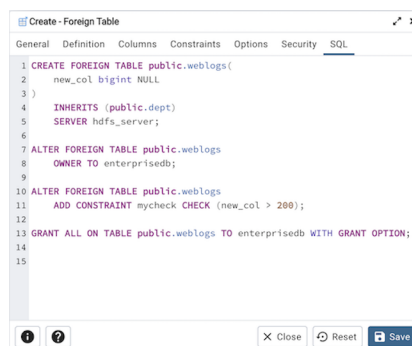 Create - Foreign Table
General Definition Columns Constraints Options Security SQL
1 CREATE FOREIGN TABLE public.weblogs(
2     new_col bigint NULL
3 )
4     INHERITS (public.dept)
5     SERVER hdfs_server;
6
7 ALTER FOREIGN TABLE public.weblogs
8     OWNER TO enterprisedb;
9
10 ALTER FOREIGN TABLE public.weblogs
11     ADD CONSTRAINT mycheck CHECK (new_col > 200);
12
13 GRANT ALL ON TABLE public.weblogs TO enterprisedb WITH GRANT OPTION;
14
15
Close Reset Save